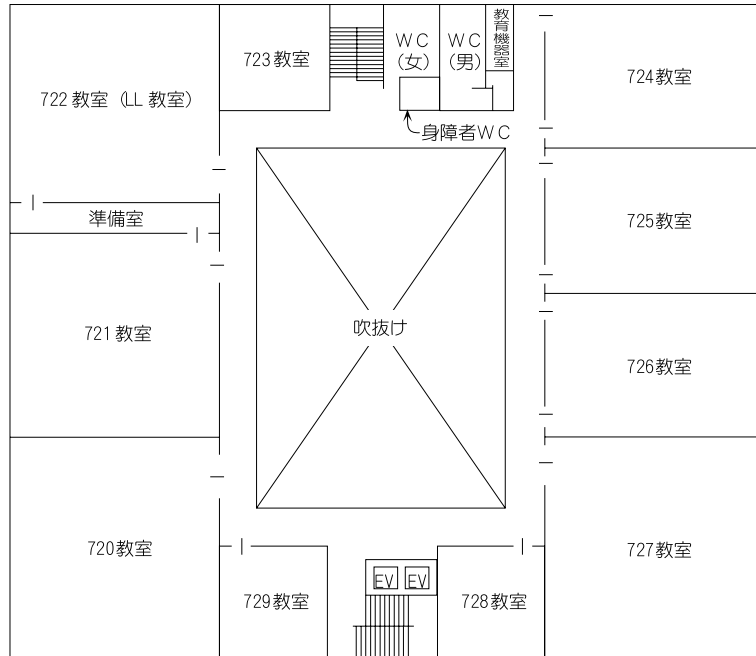 723教室
WC
(女)
WC
(男)
教育機器室
724教室
722教室（LL教室）
身障者WC
準備室
725教室
721教室
吹抜け
726教室
720教室
727教室
EV
EV
729教室
728教室